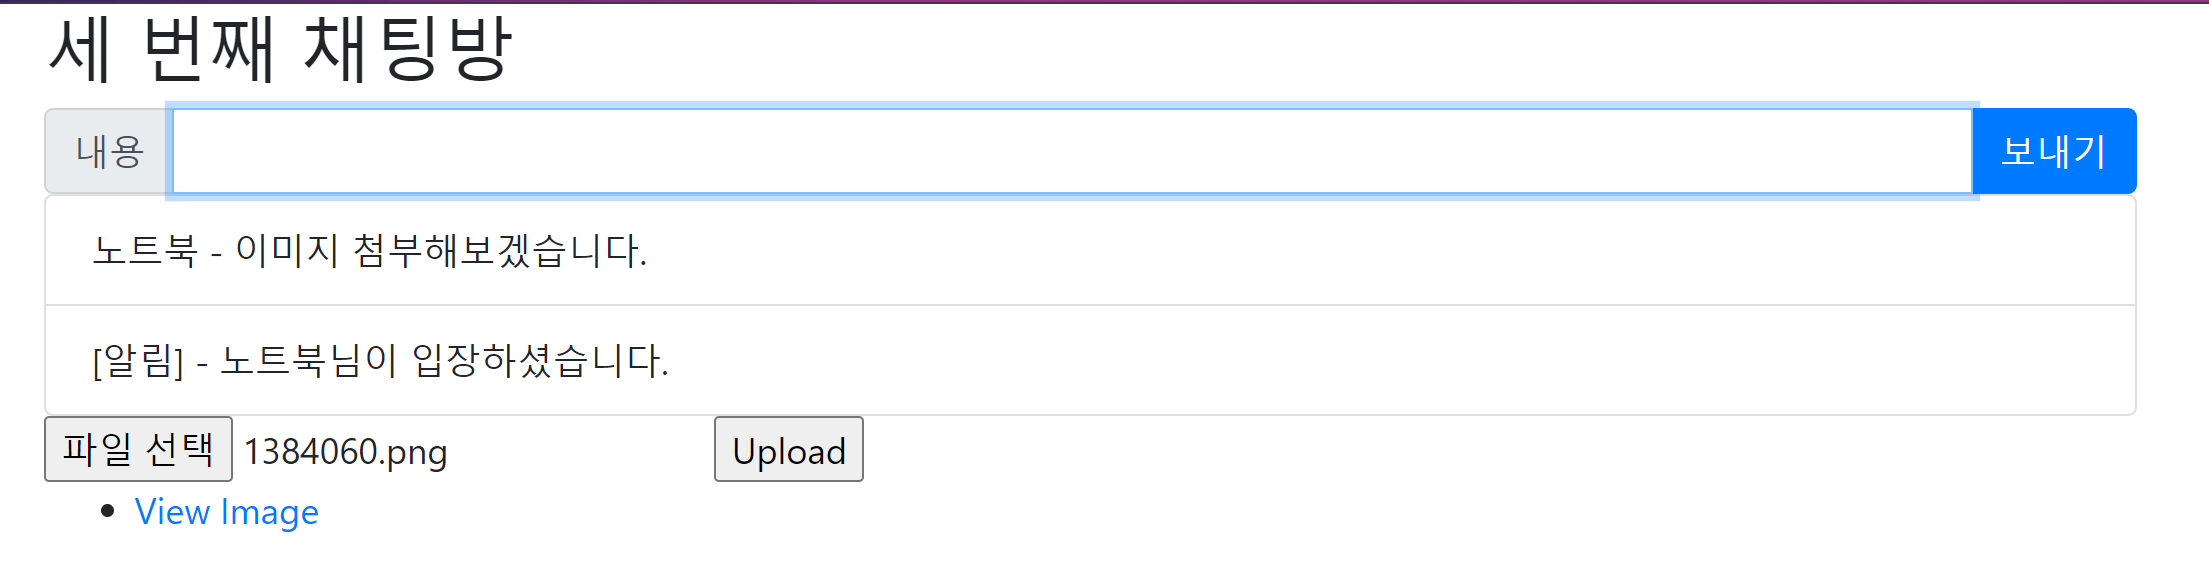 세 번째 채팅방
내용 보내기
노트북 - 이미지 첨부해보겠습니다.
[알림] - 노트북님이 입장하셨습니다.
파일 선택 1384060.png Upload
• View Image